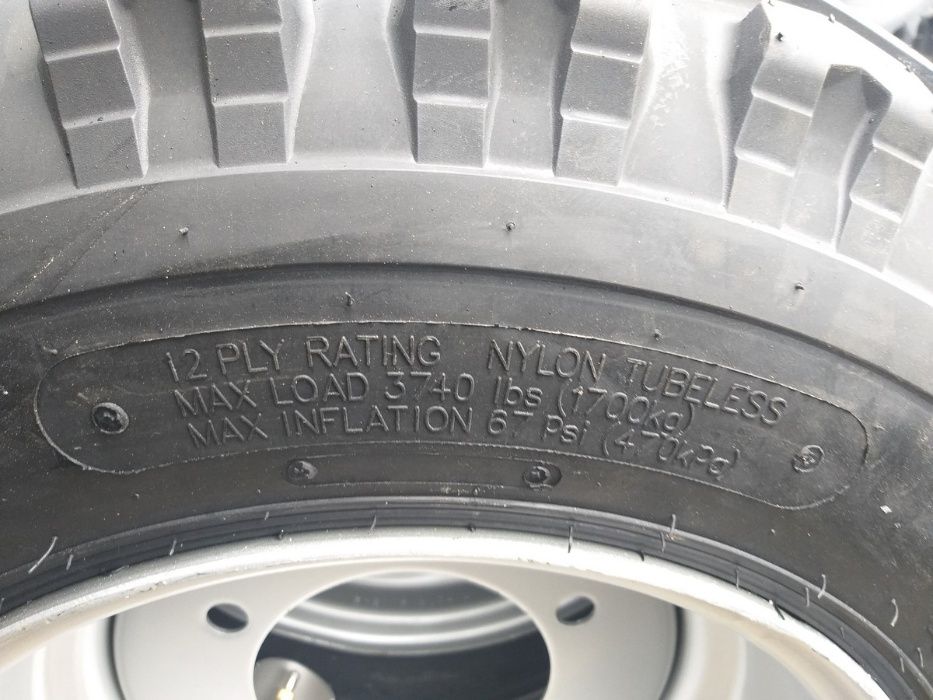 12 PLY RATING NYLON TUBELESS
MAX LOAD 3740 lbs (1700kg)
MAX INFLATION 67 Psi (470kPa)